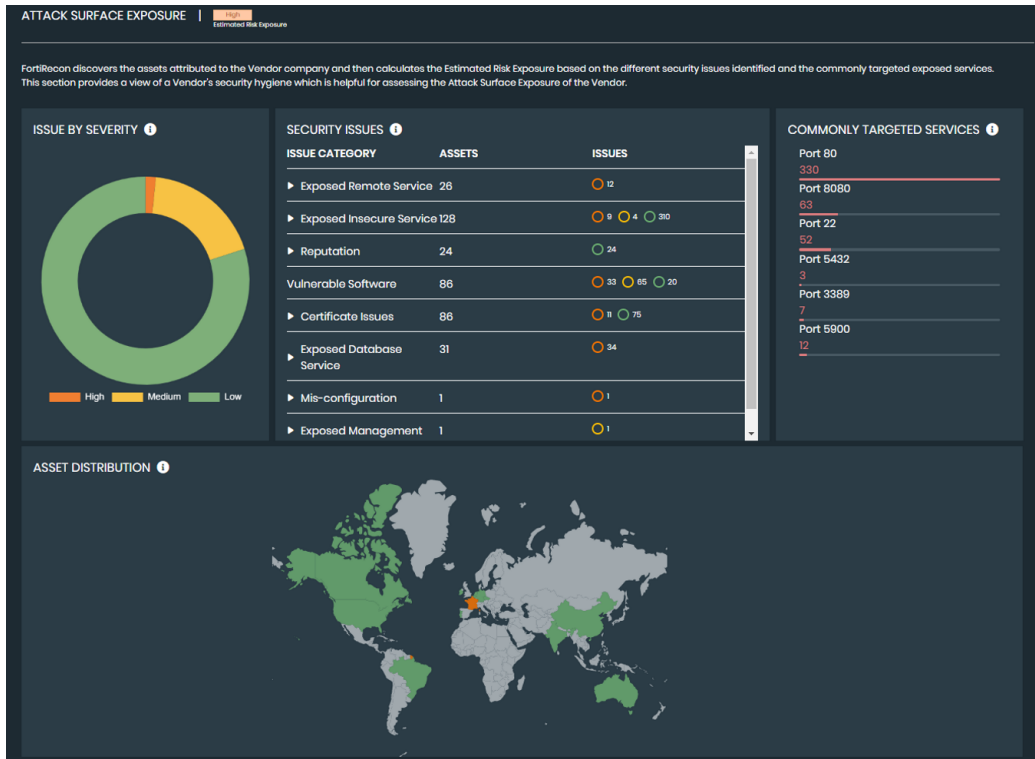 ATTACK SURFACE EXPOSURE | High
Estimated Risk Exposure
FortiRecon discovers the assets attributed to the Vendor company and then calculates the Estimated Risk Exposure based on the different security issues identified and the commonly targeted exposed services.
This section provides a view of a Vendor's security hygiene which is helpful for assessing the Attack Surface Exposure of the Vendor.
ISSUE BY SEVERITY
High Medium Low
SECURITY ISSUES
ISSUE CATEGORY ASSETS ISSUES
Exposed Remote Service 26 12
Exposed Insecure Service 128 9 4 310
Reputation 24 24
Vulnerable Software 86 33 65 20
Certificate Issues 86 11 75
Exposed Database 31 34
Service
Mis-configuration 1 1
Exposed Management 1 1
COMMONLY TARGETED SERVICES
Port 80
330
Port 8080
63
Port 22
52
Port 5432
3
Port 3389
7
Port 5900
12
ASSET DISTRIBUTION